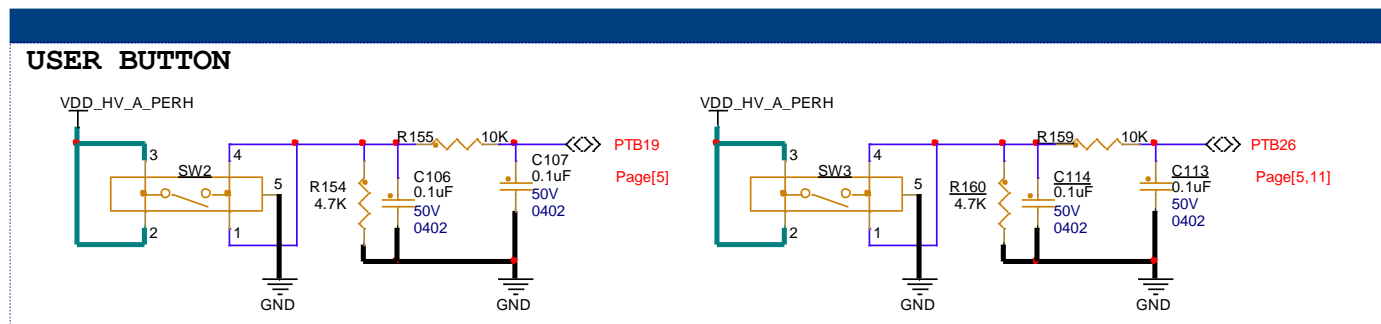 USER BUTTON
VDD_HV_A_PERH
3
4
SW2
5
2
1
GND
R155
10K
R154
4.7K
C106
0.1uF
50V
0402
C107
0.1uF
50V
0402
GND
PTB19
Page[5]
VDD_HV_A_PERH
3
4
SW3
5
2
1
GND
R159
10K
R160
4.7K
C114
0.1uF
50V
0402
C113
0.1uF
50V
0402
GND
PTB26
Page[5,11]